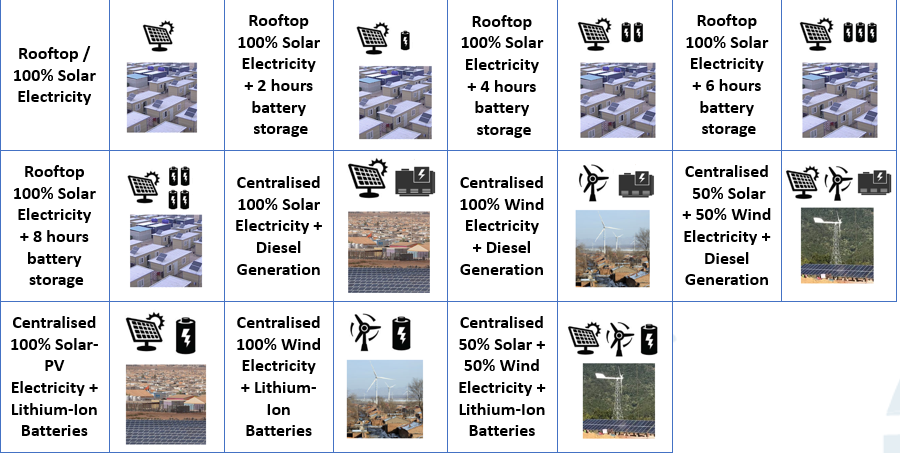 Rooftop /
100% Solar
Electricity
Rooftop
100% Solar
Electricity
+ 2 hours
battery
storage
Rooftop
100% Solar
Electricity
+ 4 hours
battery
storage
Rooftop
100% Solar
Electricity
+ 6 hours
battery
storage
Rooftop
100% Solar
Electricity
+ 8 hours
battery
storage
Centralised
100% Solar
Electricity +
Diesel
Generation
Centralised
100% Wind
Electricity
+ Diesel
Generation
Centralised
50% Solar
+ 50% Wind
Electricity +
Diesel
Generation
Centralised
100% Solar-
PV
Electricity +
Lithium-Ion
Batteries
Centralised
100% Wind
Electricity
+ Lithium-
Ion
Batteries
Centralised
50% Solar +
50% Wind
Electricity +
Lithium-Ion
Batteries